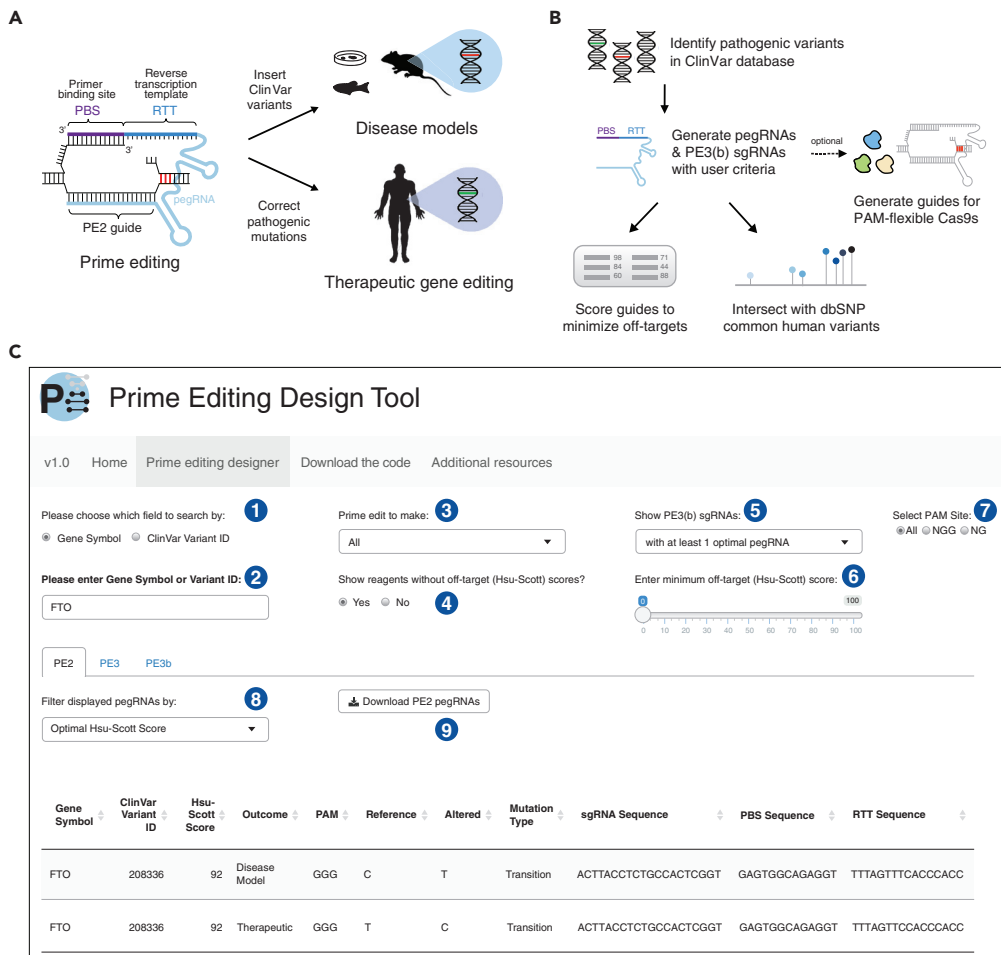 A
Primer
binding site
PBS
Reverse
transcription
template
RTT
3'
3'
pegRNA
PE2 guide
Prime editing
Insert
ClinVar
variants
Correct
pathogenic
mutations
Disease models
Therapeutic gene editing
B
Identify pathogenic variants
in ClinVar database
PBS RTT
Generate pegRNAs
& PE3(b) sgRNAs
with user criteria
optional
Generate guides for
PAM-flexible Cas9s
98 71
84 44
60 88
Score guides to
minimize off-targets
Intersect with dbSNP
common human variants
C
P
Prime Editing Design Tool
v1.0 Home Prime editing designer Download the code Additional resources
Please choose which field to search by: 1
Gene Symbol ClinVar Variant ID
Please enter Gene Symbol or Variant ID: 2
FTO
Prime edit to make: 3
All
Show reagents without off-target (Hsu-Scott) scores?
Yes No 4
Show PE3(b) sgRNAs: 5
with at least 1 optimal pegRNA
Enter minimum off-target (Hsu-Scott) score: 6
0 100
0 10 20 30 40 50 60 70 80 90 100
Select PAM Site: 7
All NGG NG
PE2 PE3 PE3b
Filter displayed pegRNAs by: 8
Optimal Hsu-Scott Score
Download PE2 pegRNAs
9
Gene Symbol ClinVar Variant ID Hsu-Scott Score Outcome PAM Reference Altered Mutation Type sgRNA Sequence PBS Sequence RTT Sequence
FTO 208336 92 Disease Model GGG C T Transition ACTTACCTCTGCCACTCGGT GAGTGGCAGAGGT TTTAGTTTCACCCACC
FTO 208336 92 Therapeutic GGG T C Transition ACTTACCTCTGCCACTCGGT GAGTGGCAGAGGT TTTAGTTCCACCCACC